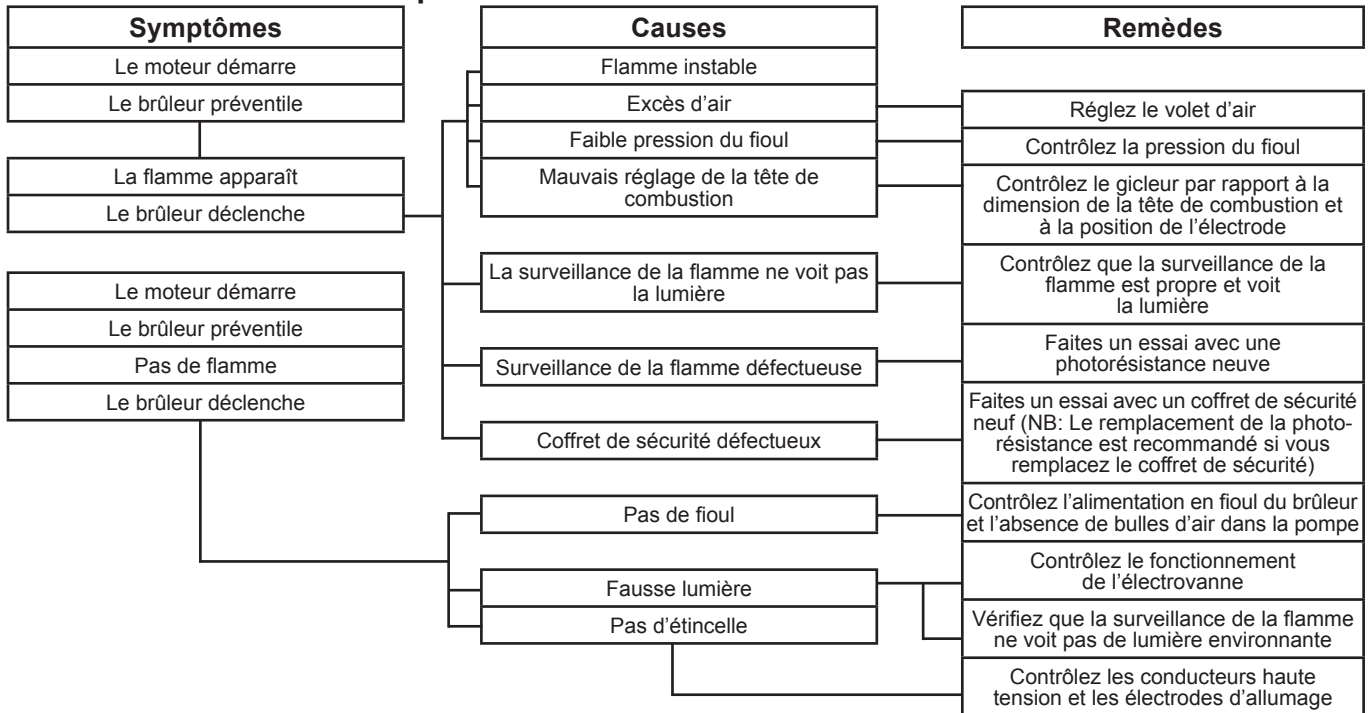 Symptômes
Le moteur démarre
Le brûleur préventile
La flamme apparaît
Le brûleur déclenche
Le moteur démarre
Le brûleur préventile
Pas de flamme
Le brûleur déclenche
Causes
Flamme instable
Excès d'air
Faible pression du fioul
Mauvais réglage de la tête de
combustion
La surveillance de la flamme ne voit pas
la lumière
Surveillance de la flamme défectueuse
Coffret de sécurité défectueux
Pas de fioul
Fausse lumière
Pas d'étincelle
Remèdes
Réglez le volet d'air
Contrôlez la pression du fioul
Contrôlez le gicleur par rapport à la
dimension de la tête de combustion et
à la position de l'électrode
Contrôlez que la surveillance de la
flamme est propre et voit
la lumière
Faites un essai avec une
photorésistance neuve
Faites un essai avec un coffret de sécurité
neuf (NB: Le remplacement de la photo-
résistance est recommandé si vous
remplacez le coffret de sécurité)
Contrôlez l'alimentation en fioul du brûleur
et l'absence de bulles d'air dans la pompe
Contrôlez le fonctionnement
de l'électrovanne
Vérifiez que la surveillance de la flamme
ne voit pas de lumière environnante
Contrôlez les conducteurs haute
tension et les électrodes d'allumage